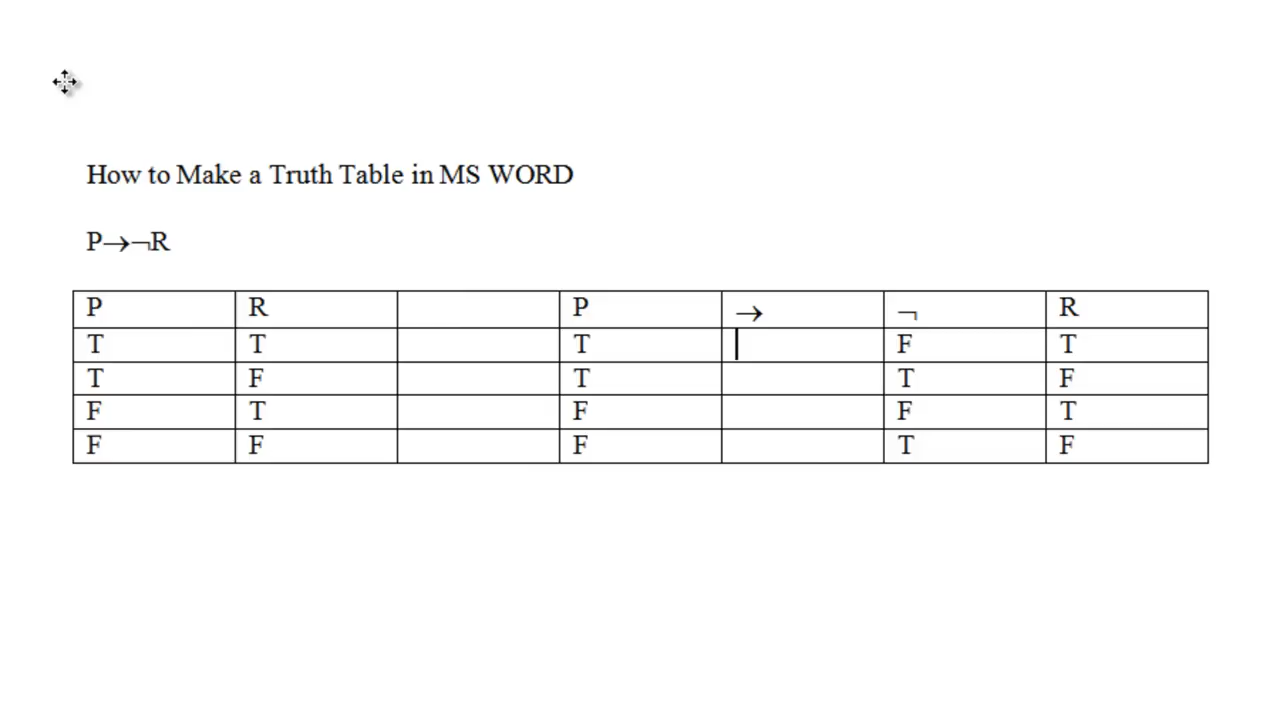 How to Make a Truth Table in MS WORD
P→¬R
P R P → ¬ R
T T T F T
T F T T F
F T F F T
F F F T F